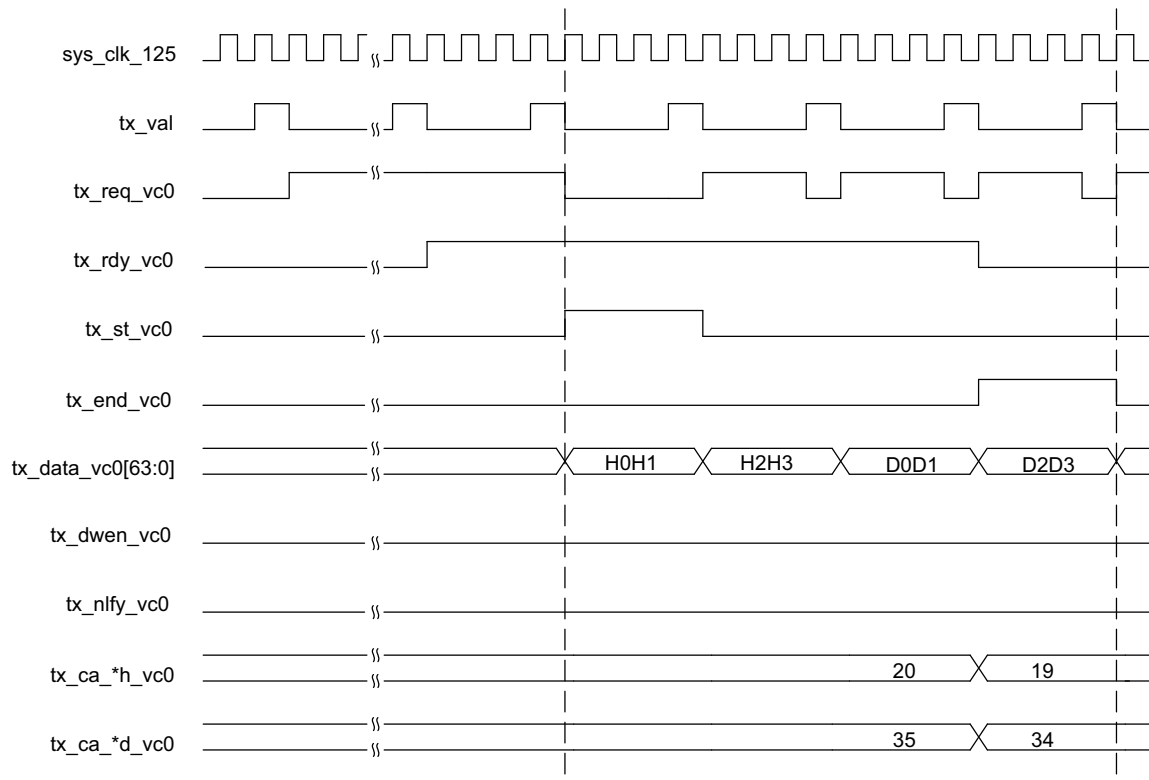 sys_clk_125
tx_val
tx_req_vc0
tx_rdy_vc0
tx_st_vc0
tx_end_vc0
tx_data_vc0[63:0] H0H1 H2H3 D0D1 D2D3
tx_dwen_vc0
tx_nlfy_vc0
tx_ca_*h_vc0 20 19
tx_ca_*d_vc0 35 34